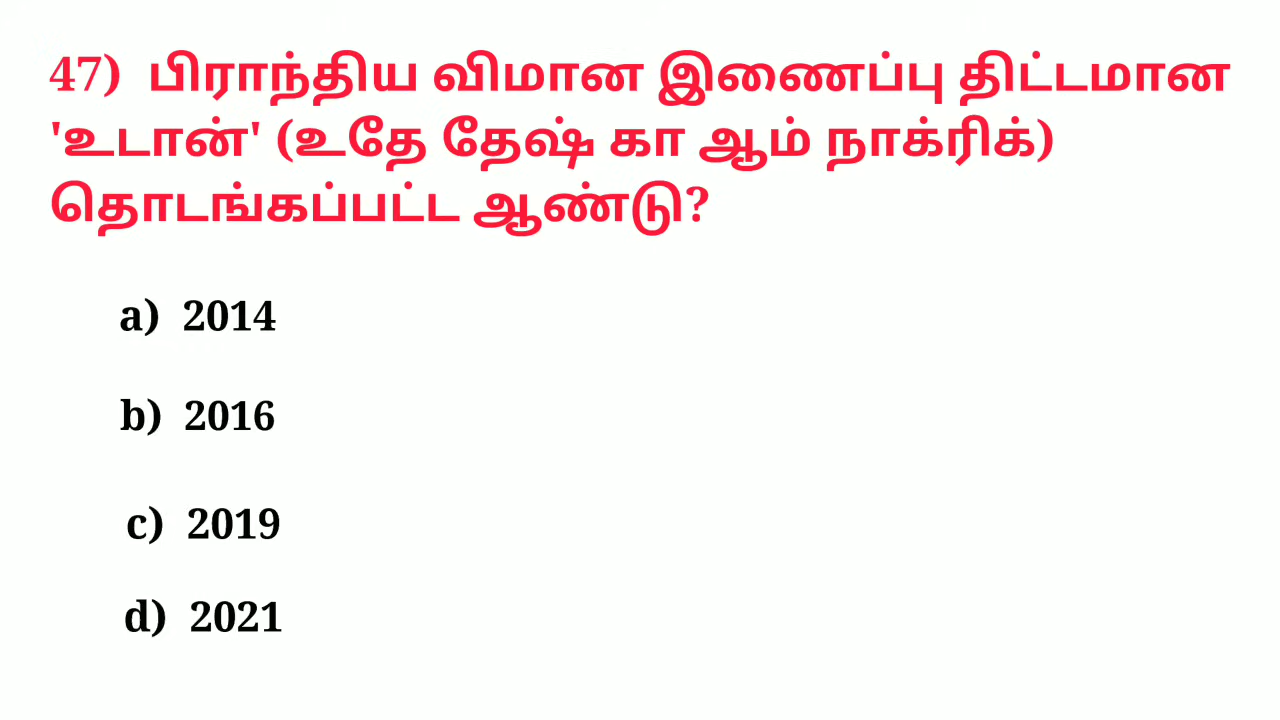 47) பிராந்திய விமான இணைப்பு திட்டமான
'உடான்' (உதே தேஷ் கா ஆம் நாக்ரிக்)
தொடங்கப்பட்ட ஆண்டு?
a) 2014
b) 2016
c) 2019
d) 2021